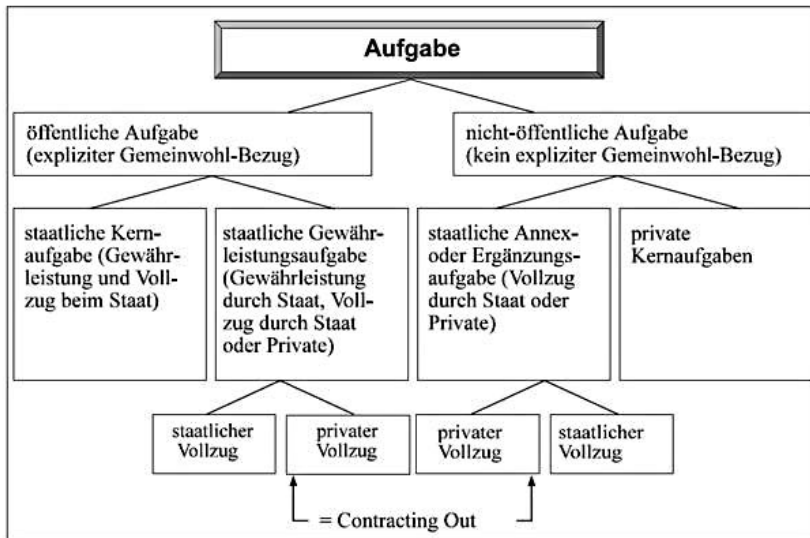 Aufgabe
öffentliche Aufgabe
(expliziter Gemeinwohl-Bezug)
nicht-öffentliche Aufgabe
(kein expliziter Gemeinwohl-Bezug)
staatliche Kern-
aufgabe (Gewähr-
leistung und Voll-
zug beim Staat)
staatliche Gewähr-
leistungsaufgabe
(Gewährleistung
durch Staat, Voll-
zug durch Staat
oder Private)
staatliche Annex-
oder Ergänzungs-
aufgabe (Vollzug
durch Staat oder
Private)
private
Kernaufgaben
staatlicher
Vollzug
privater
Vollzug
privater
Vollzug
staatlicher
Vollzug
= Contracting Out